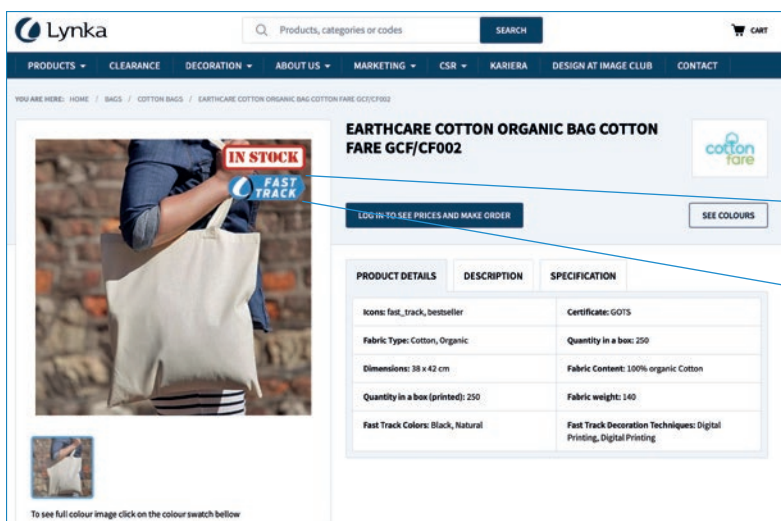 Lynka
Products, categories or codes
SEARCH
CART
PRODUCTS
CLEARANCE
DECORATION
ABOUT US
MARKETING
CSR
KARIERA
DESIGN AT IMAGE CLUB
CONTACT
YOU ARE HERE: HOME / BAGS / COTTON BAGS / EARTHCARE COTTON ORGANIC BAG COTTON FARE GCF/CF002
IN STOCK
FAST
TRACK
EARTHCARE COTTON ORGANIC BAG COTTON
FARE GCF/CF002
cotton
fare
LOG IN TO SEE PRICES AND MAKE ORDER
SEE COLOURS
PRODUCT DETAILS
DESCRIPTION
SPECIFICATION
Icons: fast_track, bestseller
Certificate: GOTS
Fabric Type: Cotton, Organic
Quantity in a box: 250
Dimensions: 38 x 42 cm
Fabric Content: 100% organic Cotton
Quantity in a box (printed): 250
Fabric weight: 140
Fast Track Colors: Black, Natural
Fast Track Decoration Techniques: Digital
Printing, Digital Printing
To see full colour image click on the colour swatch bellow